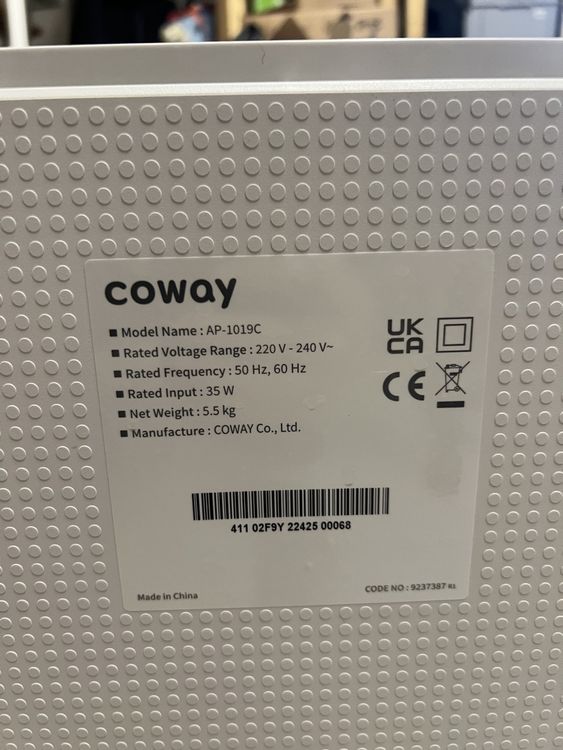 coway
■ Model Name : AP-1019C
■ Rated Voltage Range : 220 V - 240 V~
■ Rated Frequency : 50 Hz, 60 Hz
■ Rated Input : 35 W
■ Net Weight : 5.5 kg
■ Manufacture : COWAY Co., Ltd.
UK
CA
CE
411 02F9Y 22425 00068
Made in China
CODE NO : 9237387 R1